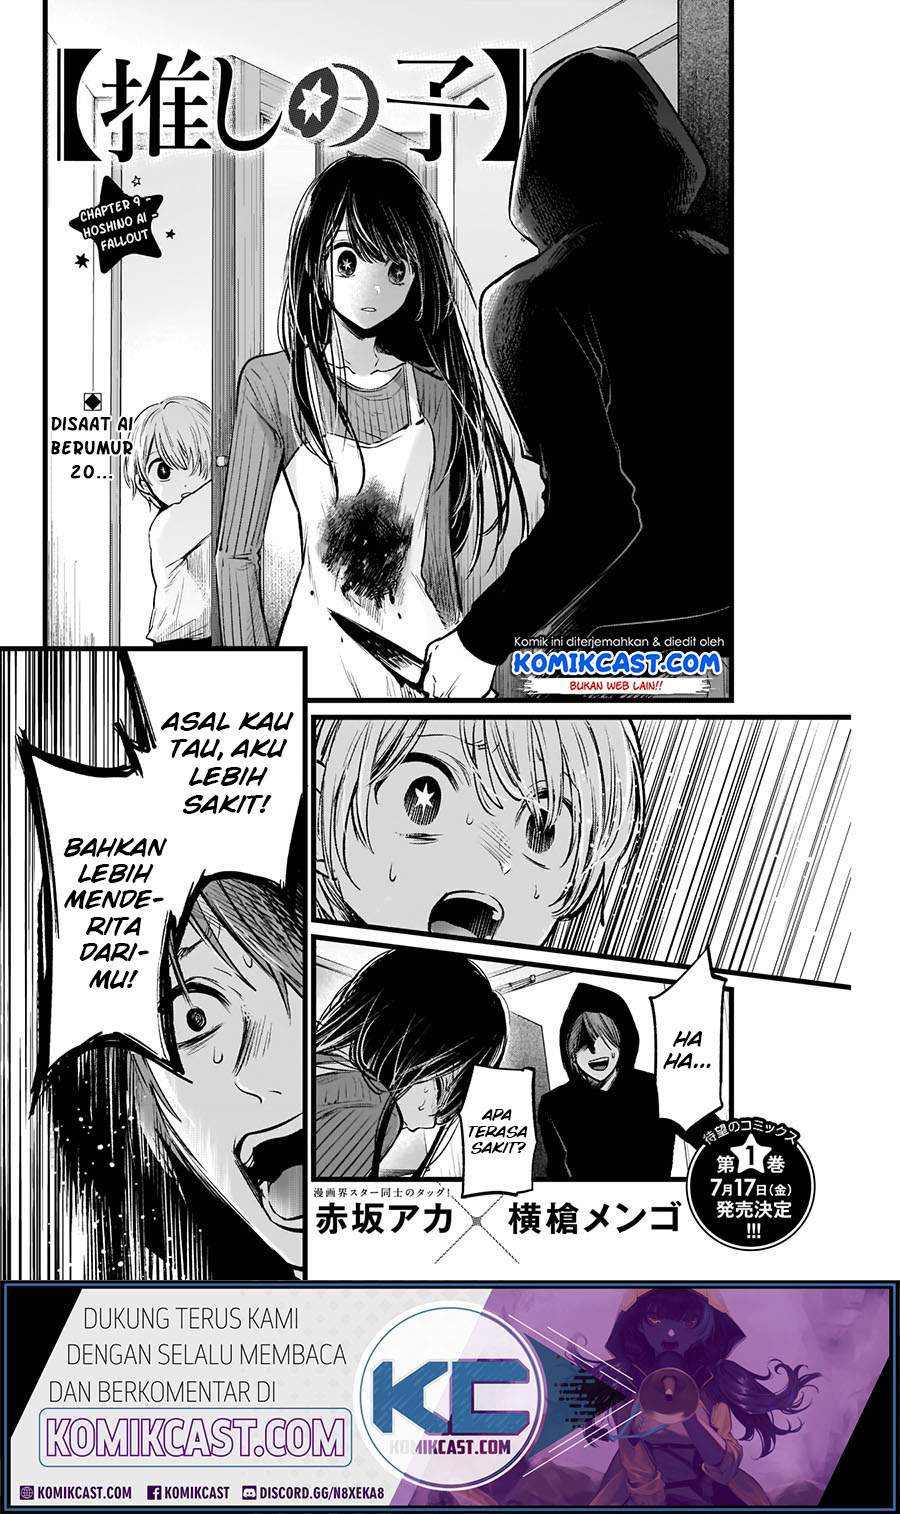 【推しの子】
CHAPTER 9 -
HOSHINO AI -
FALLOUT
DISAAT AI
BERUMUR
20...
Komik ini diterjemahkan & diedit oleh
KOMIKCAST.COM
BUKAN WEB LAIN!!
HA
HA...
APA
TERASA
SAKIT?
ASAL KAU
TAU, AKU
LEBIH
SAKIT!
BAHKAN
LEBIH
MENDE-
RITA
DARI-
MU!
漫画界スター同士のタッグ!
赤坂アカ×横槍メンゴ
待望のコミックス
第1巻
7月17日(金)
発売決定
!!!
DUKUNG TERUS KAMI
DENGAN SELALU MEMBACA
DAN BERKOMENTAR DI
KOMIKCAST.COM
KOMIKCAST.COM KOMIKCAST DISCORD.GG/N8XEKA8
KC
KOMIKCAST.COM